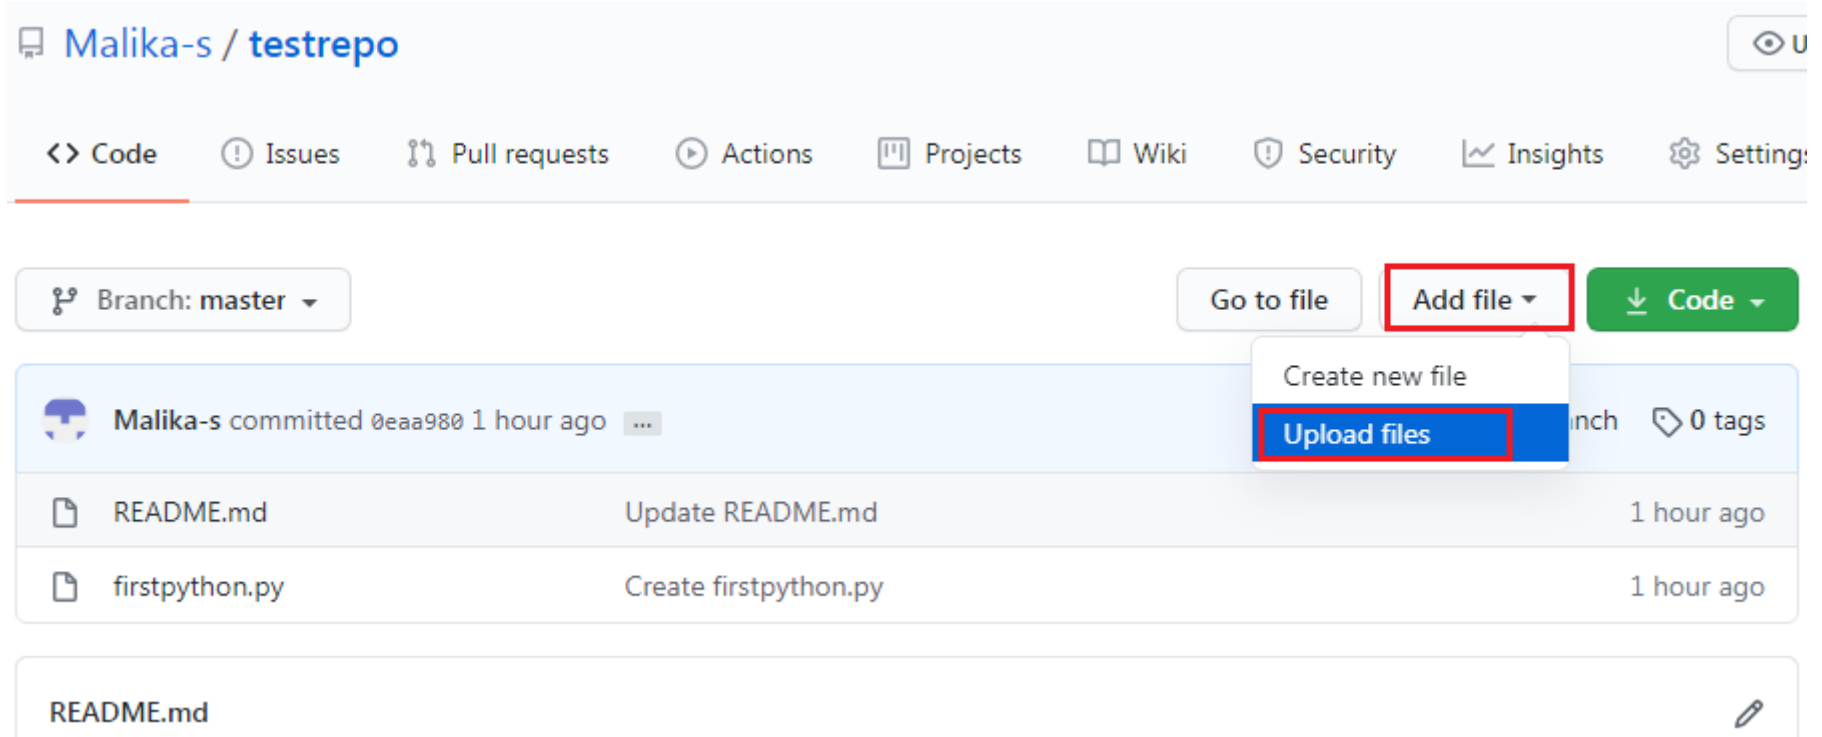 Malika-s / testrepo
Code Issues Pull requests Actions Projects Wiki Security Insights Settings
Branch: master Go to file Add file Code
Create new file
Malika-s committed 0eaa980 1 hour ago ... 0 tags
Upload files
README.md Update README.md 1 hour ago
firstpython.py Create firstpython.py 1 hour ago
README.md